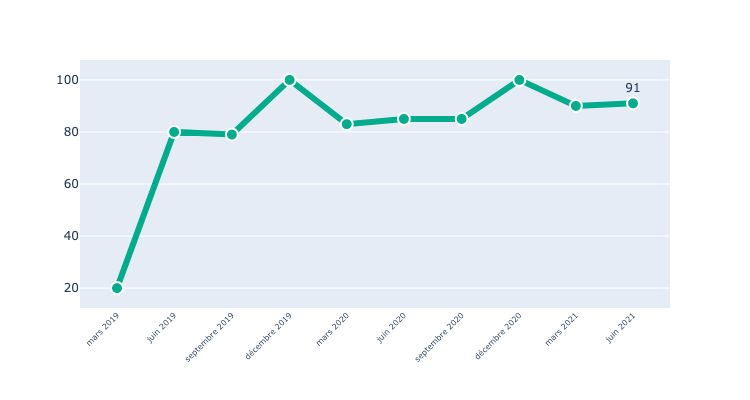 100
80
60
40
20
91
mars 2019
juin 2019
septembre 2019
décembre 2019
mars 2020
juin 2020
septembre 2020
décembre 2020
mars 2021
juin 2021